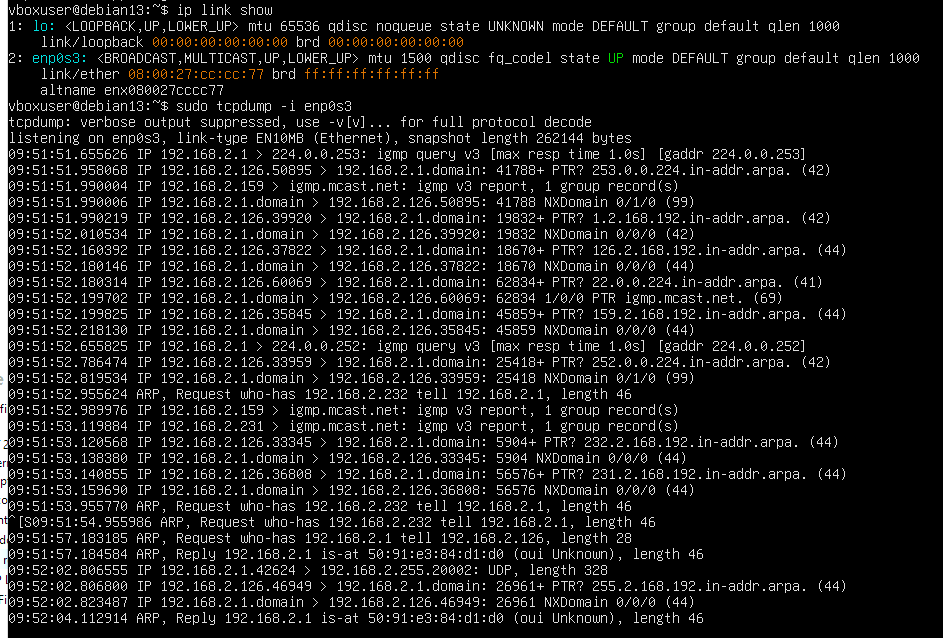 vboxuser@debian13:~$ ip link show
1: lo: <LOOPBACK,UP,LOWER_UP> mtu 65536 qdisc noqueue state UNKNOWN mode DEFAULT group default qlen 1000
    link/loopback 00:00:00:00:00:00 brd 00:00:00:00:00:00
2: enp0s3: <BROADCAST,MULTICAST,UP,LOWER_UP> mtu 1500 qdisc fq_codel state UP mode DEFAULT group default qlen 1000
    link/ether 08:00:27:cc:cc:77 brd ff:ff:ff:ff:ff:ff
    altname enx080027cccc77
vboxuser@debian13:~$ sudo tcpdump -i enp0s3
tcpdump: verbose output suppressed, use -v[v]... for full protocol decode
listening on enp0s3, link-type EN10MB (Ethernet), snapshot length 262144 bytes
09:51:51.655626 IP 192.168.2.1 > 224.0.0.253: igmp query v3 [max resp time 1.0s] [gaddr 224.0.0.253]
09:51:51.958068 IP 192.168.2.126.50895 > 192.168.2.1.domain: 41788+ PTR? 253.0.0.224.in-addr.arpa. (42)
09:51:51.990004 IP 192.168.2.159 > igmp.mcast.net: igmp v3 report, 1 group record(s)
09:51:51.990006 IP 192.168.2.1.domain > 192.168.2.126.50895: 41788 NXDomain 0/1/0 (99)
09:51:51.990219 IP 192.168.2.126.39920 > 192.168.2.1.domain: 19832+ PTR? 1.2.168.192.in-addr.arpa. (42)
09:51:52.010534 IP 192.168.2.1.domain > 192.168.2.126.39920: 19832 NXDomain 0/0/0 (42)
09:51:52.160392 IP 192.168.2.126.37822 > 192.168.2.1.domain: 18670+ PTR? 126.2.168.192.in-addr.arpa. (44)
09:51:52.180146 IP 192.168.2.1.domain > 192.168.2.126.37822: 18670 NXDomain 0/0/0 (44)
09:51:52.180314 IP 192.168.2.126.60069 > 192.168.2.1.domain: 62834+ PTR? 22.0.0.224.in-addr.arpa. (41)
09:51:52.199702 IP 192.168.2.1.domain > 192.168.2.126.60069: 62834 1/0/0 PTR igmp.mcast.net. (69)
09:51:52.199825 IP 192.168.2.126.35845 > 192.168.2.1.domain: 45859+ PTR? 159.2.168.192.in-addr.arpa. (44)
09:51:52.218130 IP 192.168.2.1.domain > 192.168.2.126.35845: 45859 NXDomain 0/0/0 (44)
09:51:52.655825 IP 192.168.2.1 > 224.0.0.252: igmp query v3 [max resp time 1.0s] [gaddr 224.0.0.252]
09:51:52.786474 IP 192.168.2.126.33959 > 192.168.2.1.domain: 25418+ PTR? 252.0.0.224.in-addr.arpa. (42)
09:51:52.819534 IP 192.168.2.1.domain > 192.168.2.126.33959: 25418 NXDomain 0/1/0 (99)
09:51:52.955624 ARP, Request who-has 192.168.2.232 tell 192.168.2.1, length 46
09:51:52.989976 IP 192.168.2.159 > igmp.mcast.net: igmp v3 report, 1 group record(s)
09:51:53.119884 IP 192.168.2.231 > igmp.mcast.net: igmp v3 report, 1 group record(s)
09:51:53.120568 IP 192.168.2.126.33345 > 192.168.2.1.domain: 5904+ PTR? 232.2.168.192.in-addr.arpa. (44)
09:51:53.138380 IP 192.168.2.1.domain > 192.168.2.126.33345: 5904 NXDomain 0/0/0 (44)
09:51:53.140855 IP 192.168.2.126.36808 > 192.168.2.1.domain: 56576+ PTR? 231.2.168.192.in-addr.arpa. (44)
09:51:53.159690 IP 192.168.2.1.domain > 192.168.2.126.36808: 56576 NXDomain 0/0/0 (44)
09:51:53.955770 ARP, Request who-has 192.168.2.232 tell 192.168.2.1, length 46
^[S09:51:54.955986 ARP, Request who-has 192.168.2.232 tell 192.168.2.1, length 46
09:51:57.183185 ARP, Request who-has 192.168.2.1 tell 192.168.2.126, length 28
09:51:57.184584 ARP, Reply 192.168.2.1 is-at 50:91:e3:84:d1:d0 (oui Unknown), length 46
09:52:02.806555 IP 192.168.2.1.42624 > 192.168.2.255.20002: UDP, length 328
09:52:02.806800 IP 192.168.2.126.46949 > 192.168.2.1.domain: 26961+ PTR? 255.2.168.192.in-addr.arpa. (44)
09:52:02.823487 IP 192.168.2.1.domain > 192.168.2.126.46949: 26961 NXDomain 0/0/0 (44)
09:52:04.112914 ARP, Reply 192.168.2.1 is-at 50:91:e3:84:d1:d0 (oui Unknown), length 46